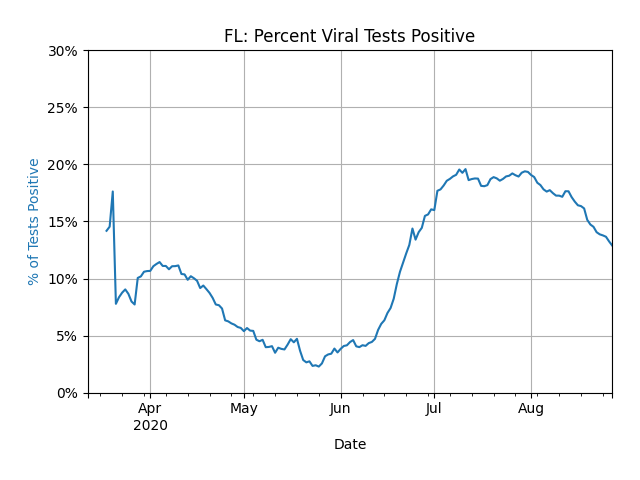 FL: Percent Viral Tests Positive
30%
25%
20%
15%
10%
5%
0%
% of Tests Positive
Apr
2020
May
Jun
Jul
Aug
Date